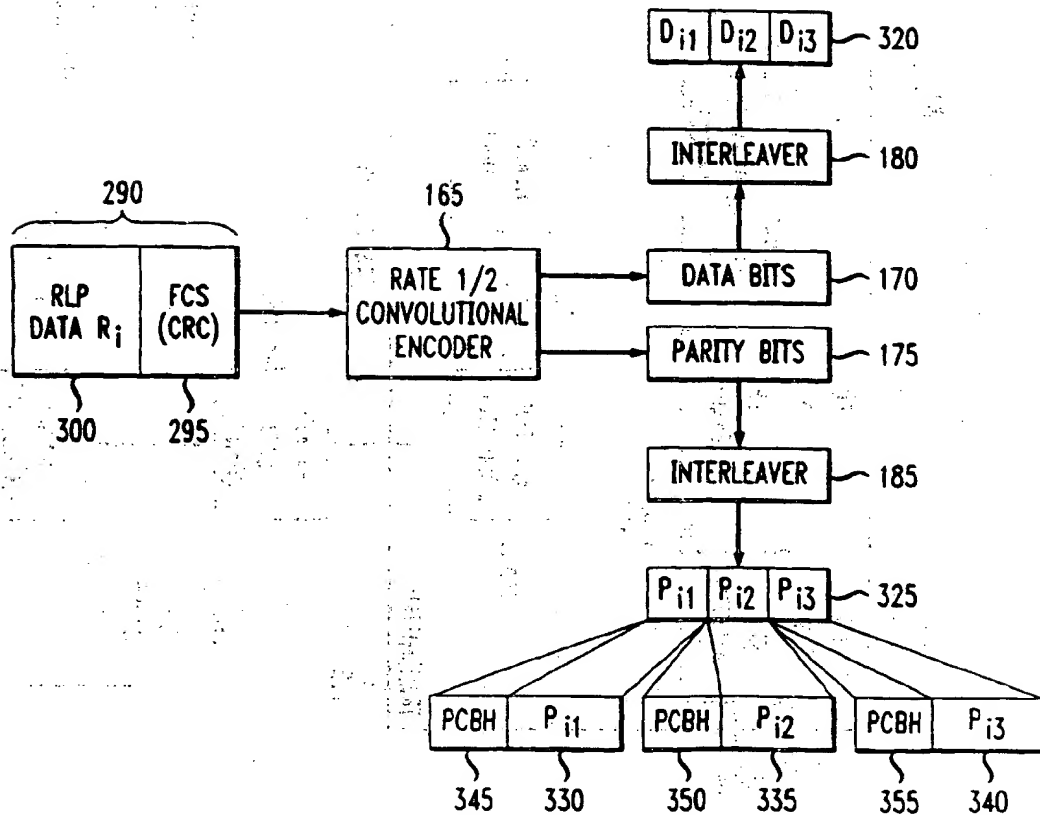 D i1 D i2 D i3 320
INTERLEAVER 180
290
165
RLP DATA R i
FCS (CRC)
RATE 1/2
CONVOLUTIONAL
ENCODER
DATA BITS 170
PARITY BITS 175
300
295
INTERLEAVER 185
P i1 P i2 P i3 325
PCBH P i1 PCBH P i2 PCBH P i3
345 330 350 335 355 340